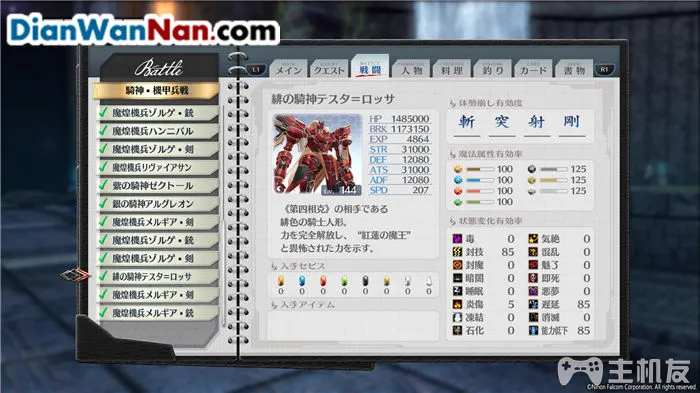 DianWanNan.com
Battle
L1
MAIN
メイン
QUEST
クエスト
BATTLE
戦闘
CHARACTER
人物
COOKING
料理
FISHING
釣り
CARD
カード
BOOK
書物
R1
騎神・機甲兵戦
魔煌機兵ゾルゲ・銃
魔煌機兵ハンニバル
魔煌機兵ゾルゲ・剣
魔煌機兵リヴァイアサン
紫の騎神ゼクトール
銀の騎神アルグレオン
魔煌機兵メルギア・剣
魔煌機兵ゾルゲ・銃
魔煌機兵ゾルゲ・剣
緋の騎神テスタ=ロッサ
魔煌機兵メルギア・剣
魔煌機兵メルギア・銃
緋の騎神テスタ=ロッサ
HP 1485000
BRK 1173150
EXP 4864
STR 31000
DEF 12080
ATS 31000
ADF 12080
SPD 207
Lv. 144
《第四相克》の相手である
緋色の騎士人形。
力を完全解放し、“紅蓮の魔王”
と畏怖された力を示す。
入手セピス
0 0 0 0 0 0 0 0
入手アイテム
体勢崩し有効度
斬 突 射 剛
魔法属性有効率
100 125
100 125
100 125
100
状態変化有効率
毒 0 気絶 0
封技 85 混乱 0
封魔 0 魅了 0
暗闇 0 即死 0
睡眠 0 悪夢 0
炎傷 5 遅延 85
凍結 0 消滅 0
石化 0 能力低下 85
主机友
©Nihon Falcom Corporation. All rights reserved.